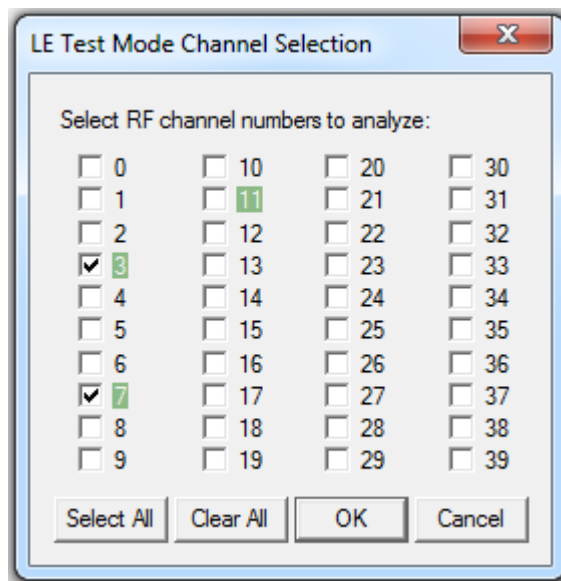 LE Test Mode Channel Selection
Select RF channel numbers to analyze:
0 10 20 30
1 11 21 31
2 12 22 32
3 13 23 33
4 14 24 34
5 15 25 35
6 16 26 36
7 17 27 37
8 18 28 38
9 19 29 39
Select All Clear All OK Cancel